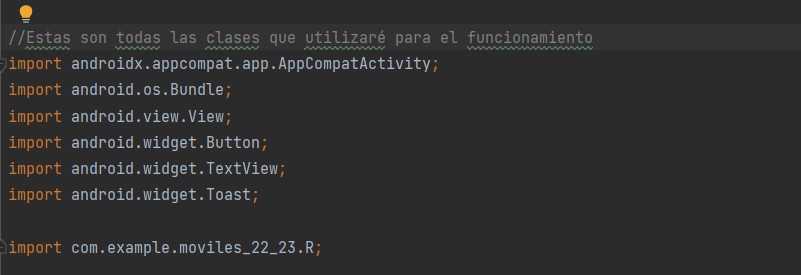 //Estas son todas las clases que utilizaré para el funcionamiento
import androidx.appcompat.app.AppCompatActivity;
import android.os.Bundle;
import android.view.View;
import android.widget.Button;
import android.widget.TextView;
import android.widget.Toast;
import com.example.moviles_22_23.R;